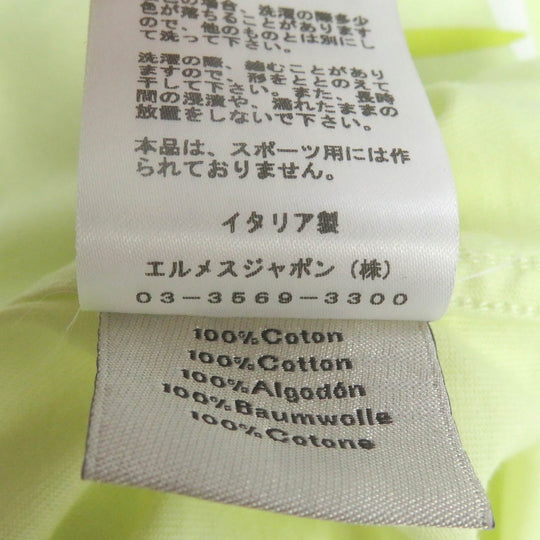 の場合、洗濯の際多少
色が落ちることがあります
ので、他のものとは別にし
て洗って下さい。
洗濯の際、縮むことがあり
ますので、形をととのえて
干して下さい。また、長時
間の浸漬や、濡れたままの
放置をしないで下さい。
本品は、スポーツ用には作
られておりません。
イタリア製
エルメスジャポン(株)
03-3569-3300
100%Coton
100%Cotton
100%Algodón
100%Baumwolle
100%Cotone